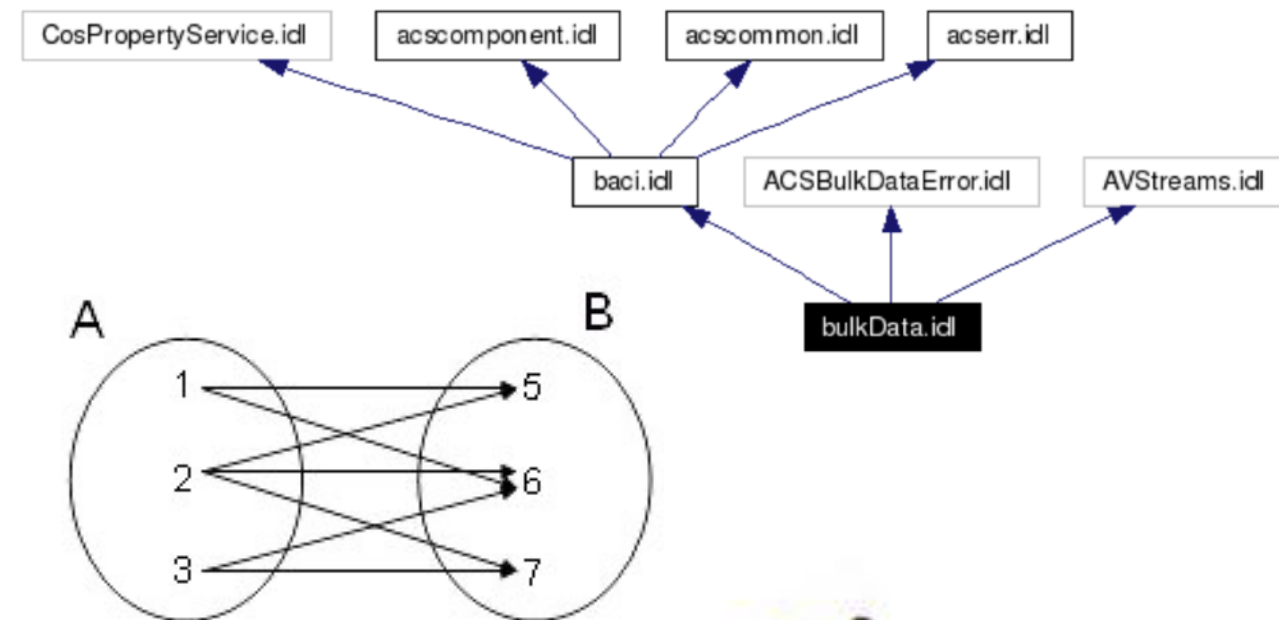 CosPropertyService.idl
acscomponent.idl
acscommon.idl
acserr.idl
baci.idl
ACSBulkDataError.idl
AVStreams.idl
bulkData.idl
A
B
1
5
2
6
3
7